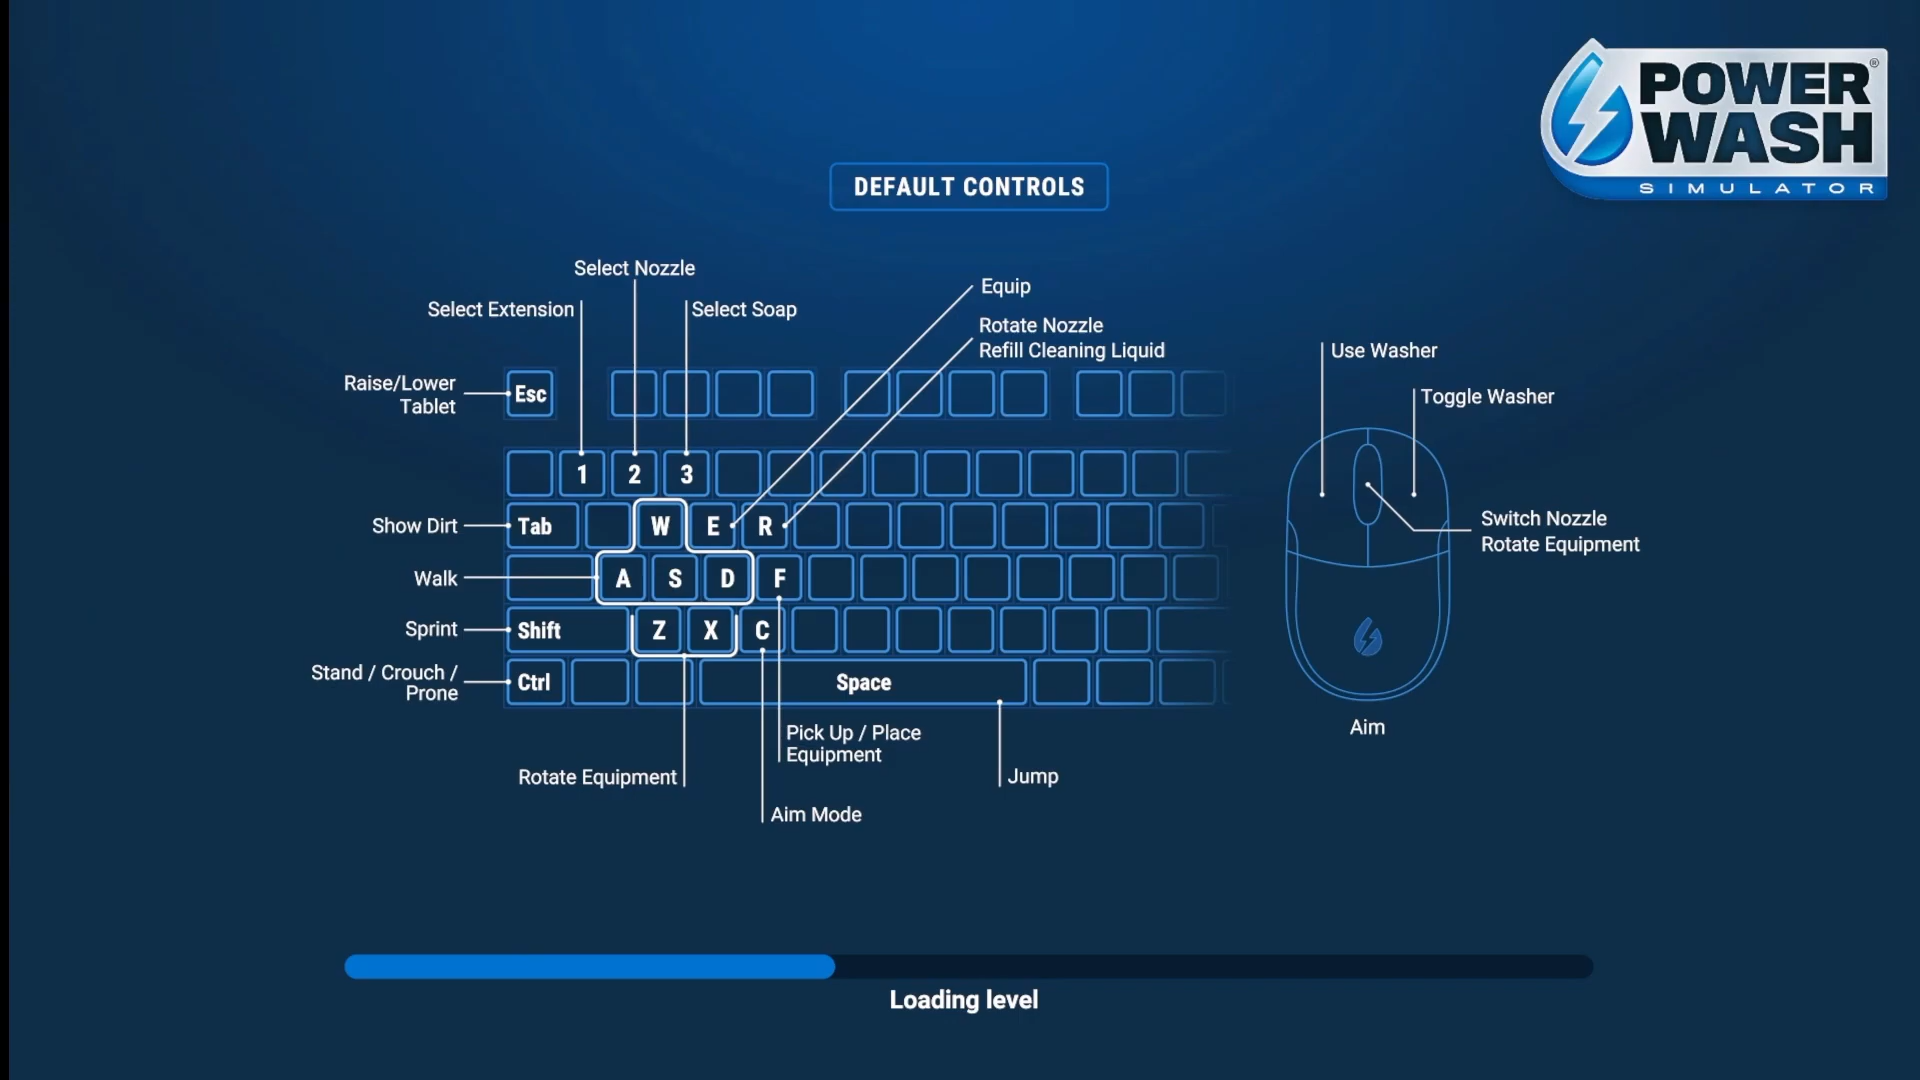 POWER®
WASH
SIMULATOR
DEFAULT CONTROLS
Select Nozzle
Select Extension
Select Soap
Equip
Rotate Nozzle
Refill Cleaning Liquid
Use Washer
Toggle Washer
Raise/Lower
Tablet
Esc
1 2 3
Show Dirt
Tab W E R
Switch Nozzle
Rotate Equipment
Walk
A S D F
Sprint
Shift Z X C
Stand / Crouch /
Prone
Ctrl Space
Aim
Pick Up / Place
Equipment
Rotate Equipment
Jump
Aim Mode
Loading level